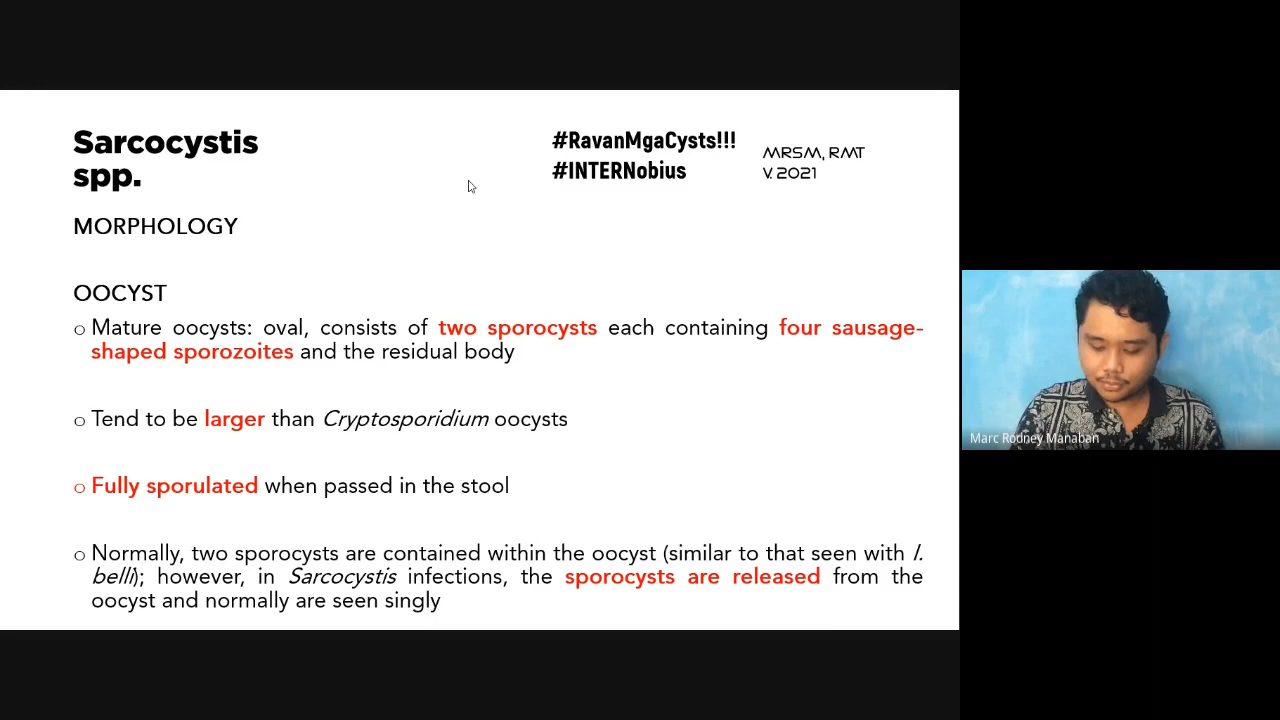 Sarcocystis
spp.
#RavanMgaCysts!!!
#INTERNobius
MRSM, RMT
V. 2021
MORPHOLOGY
OOCYST
o Mature oocysts: oval, consists of two sporocysts each containing four sausage-
shaped sporozoites and the residual body
o Tend to be larger than Cryptosporidium oocysts
o Fully sporulated when passed in the stool
o Normally, two sporocysts are contained within the oocyst (similar to that seen with I.
belli); however, in Sarcocystis infections, the sporocysts are released from the
oocyst and normally are seen singly
Marc Rodney Manaban